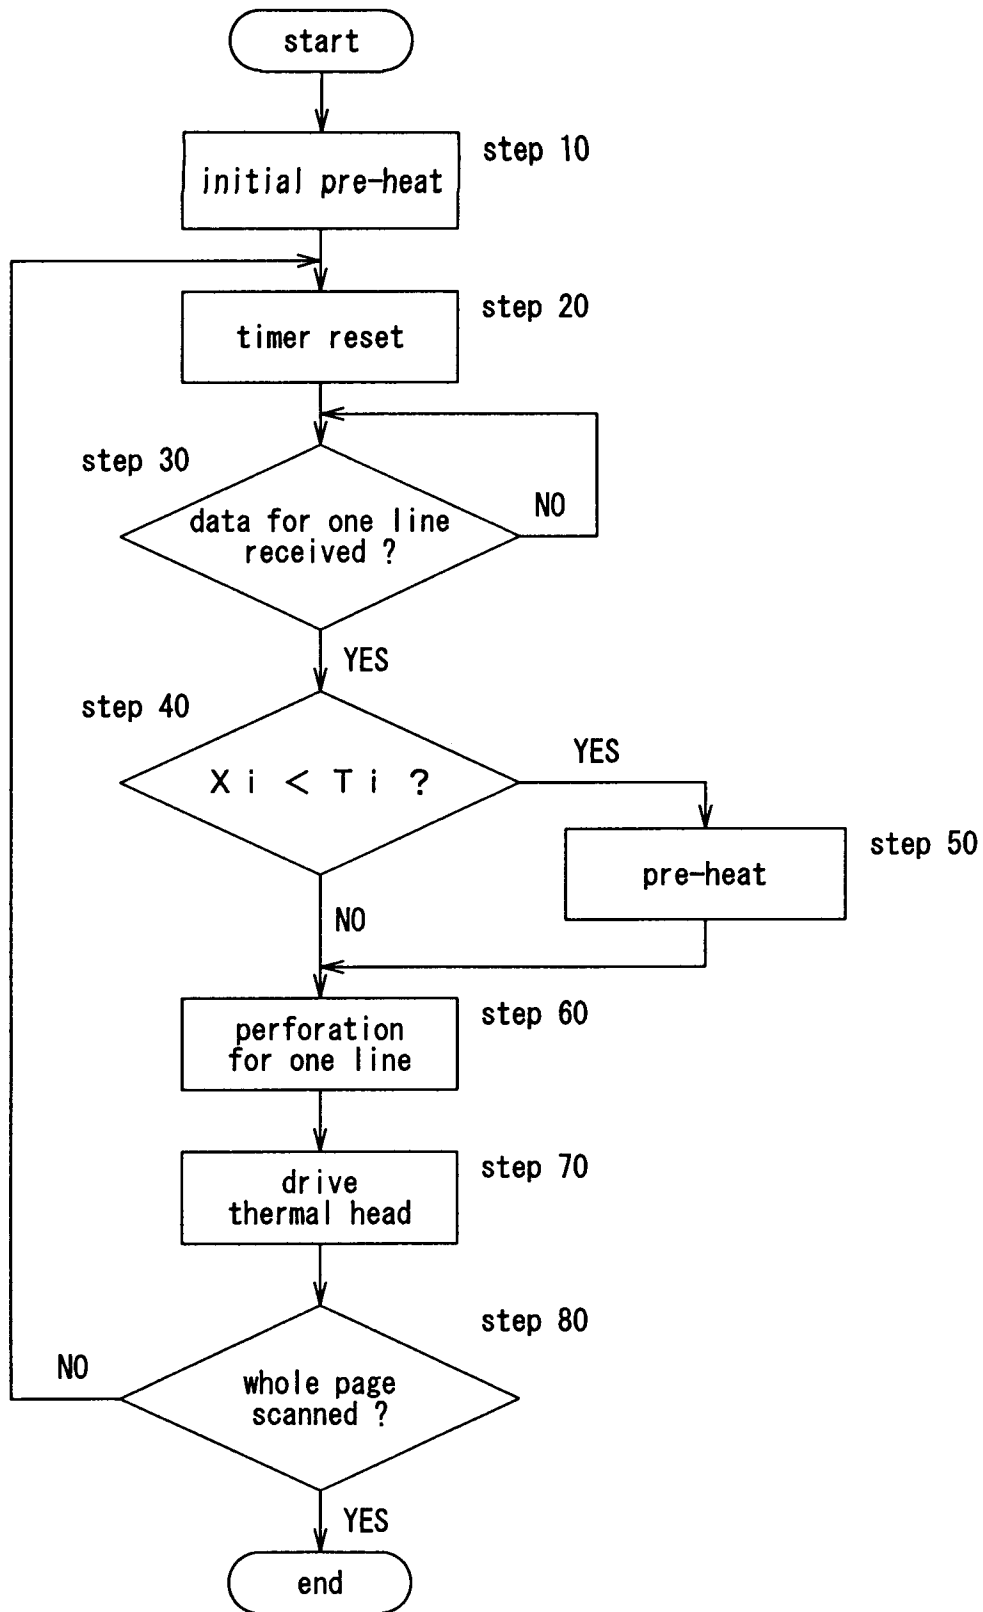 start
step 10
initial pre-heat
step 20
timer reset
step 30
data for one line
received ?
NO
YES
step 40
X i < T i ?
YES
step 50
pre-heat
NO
step 60
perforation
for one line
step 70
drive
thermal head
step 80
NO
whole page
scanned ?
YES
end